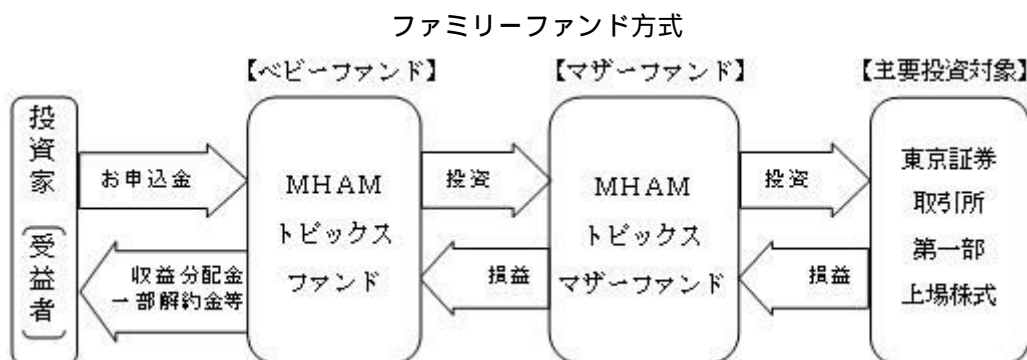 ファミリーファンド方式
【ベビーファンド】
【マザーファンド】
【主要投資対象】
投資家
[受益者]
お申込金
収益分配金
一部解約金等
MHAM
トピックス
ファンド
投資
損益
MHAM
トピックス
マザーファンド
投資
損益
東京証券
取引所
第一部
上場株式